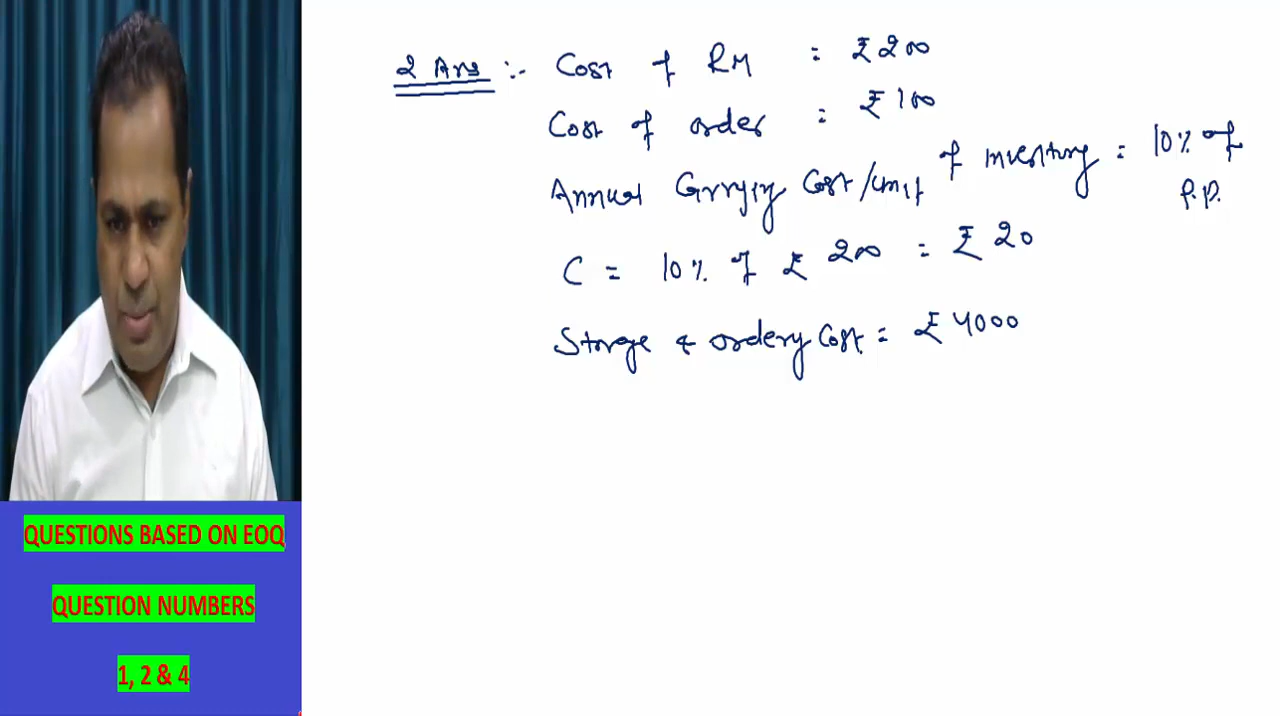 2 Ans :- Cost of RM = ₹200
Cost of order = ₹100
Annual Carrying Cost/unit of inventory = 10% of
P.P.
C = 10% of ₹ 200 = ₹ 20
Storage & ordery Cost = ₹4000
QUESTIONS BASED ON EOQ
QUESTION NUMBERS
1, 2 & 4